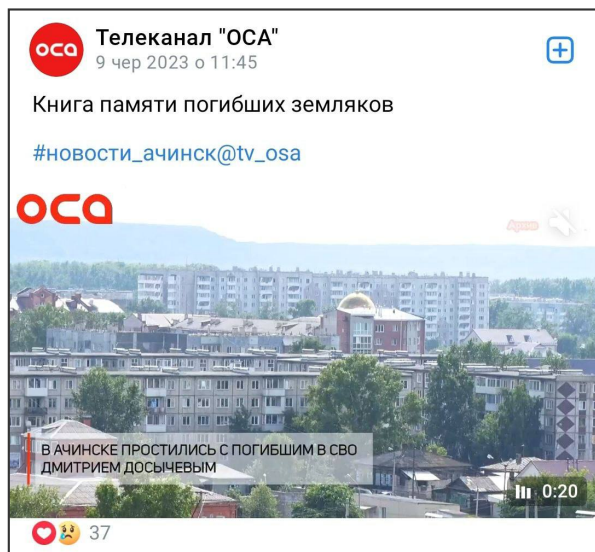 оса
Телеканал "ОСА"
9 чер 2023 о 11:45
Книга памяти погибших земляков
#новости_ачинск@tv_osa
оса
Архив
В АЧИНСКЕ ПРОСТИЛИСЬ С ПОГИБШИМ В СВО
ДМИТРИЕМ ДОСЫЧЕВЫМ
0:20
37